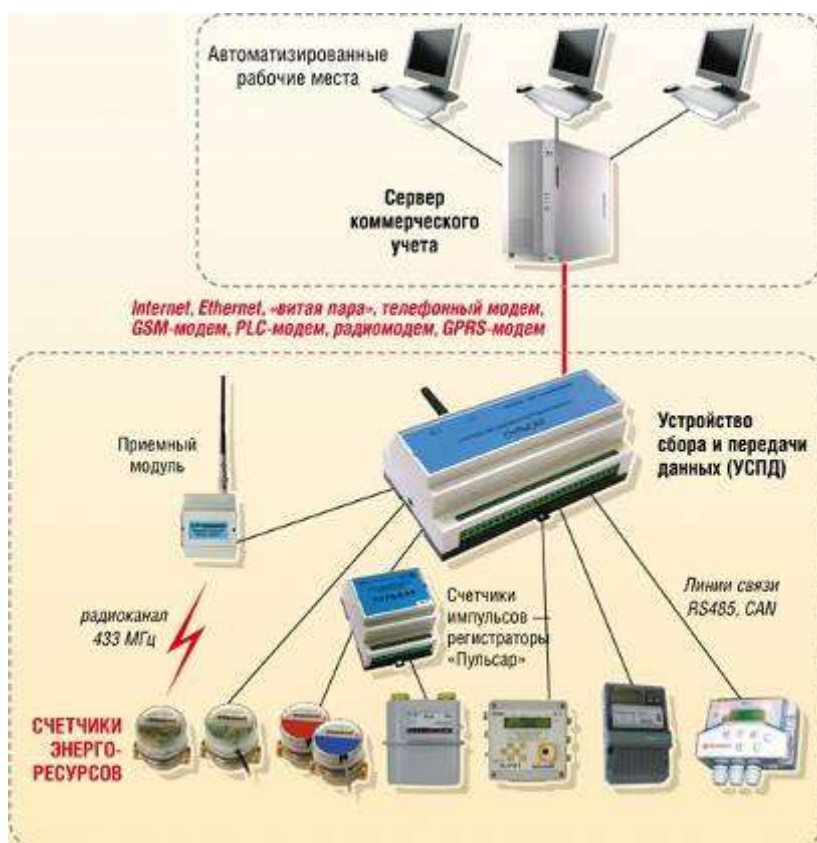 Автоматизированные
рабочие места
Сервер
коммерческого
учета
Internet, Ethernet, «витая пара», телефонный модем,
GSM-модем, PLC-модем, радиомодем, GPRS-модем
Приемный
модуль
Устройство
сбора и передачи
данных (УСПД)
Счетчики
импульсов —
регистраторы
«Пульсар»
Линии связи
RS485, CAN
радиоканал
433 МГц
СЧЕТЧИКИ
ЭНЕРГО-
РЕСУРСОВ